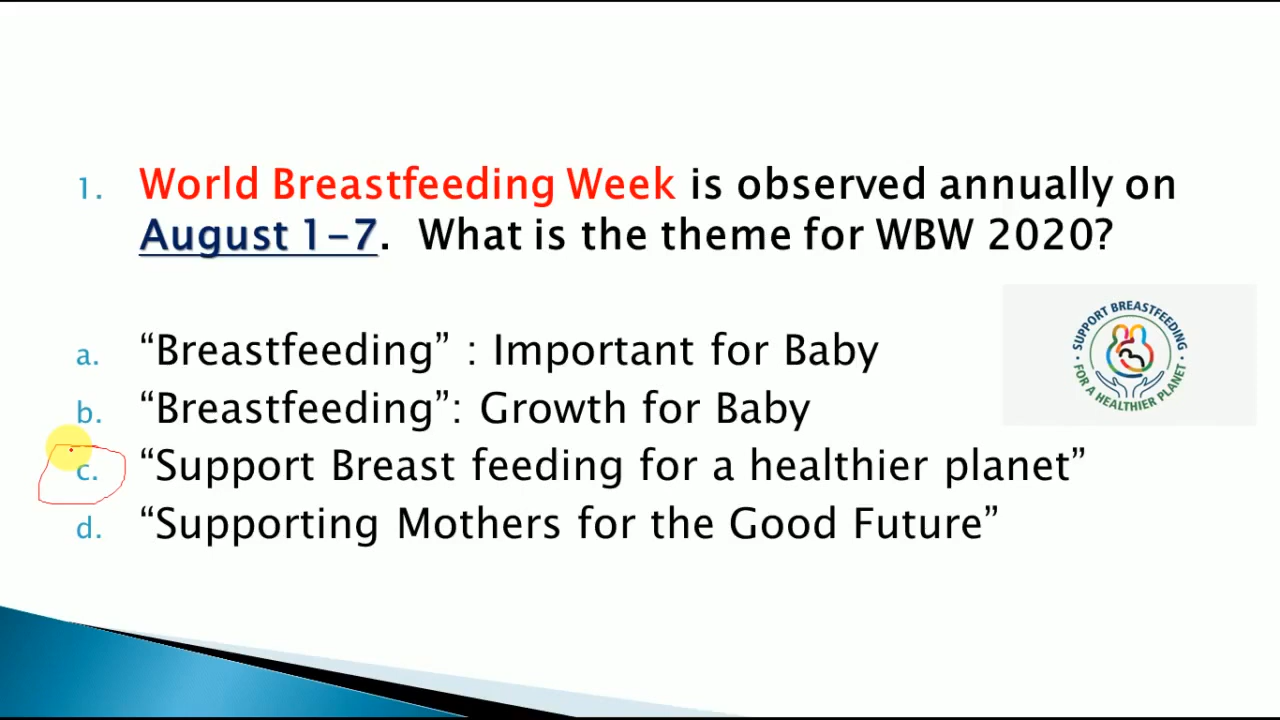 1. World Breastfeeding Week is observed annually on
August 1-7. What is the theme for WBW 2020?
a. “Breastfeeding” : Important for Baby
b. “Breastfeeding”: Growth for Baby
c. “Support Breast feeding for a healthier planet”
d. “Supporting Mothers for the Good Future”
SUPPORT BREASTFEEDING
FOR A HEALTHIER PLANET